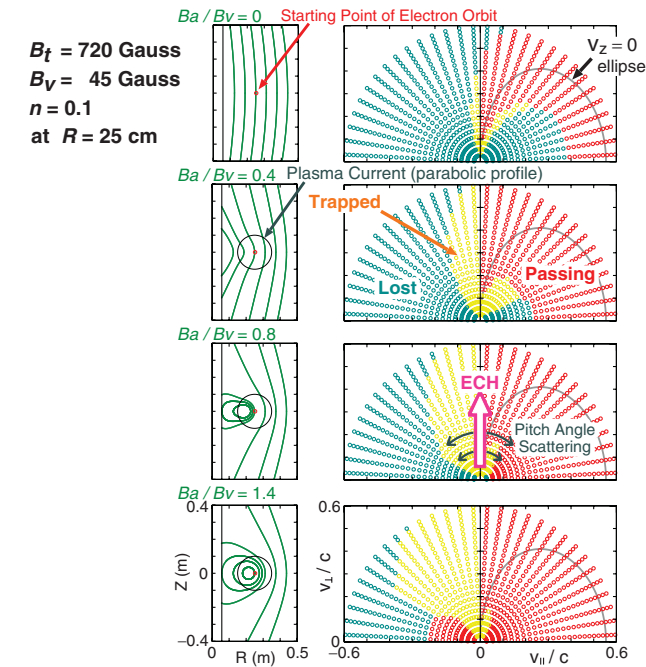 Ba / Bv = 0
Starting Point of Electron Orbit
Bt = 720 Gauss
Bv = 45 Gauss
n = 0.1
at R = 25 cm
vz = 0
ellipse
Ba / Bv = 0.4
Plasma Current (parabolic profile)
Trapped
Lost
Passing
Ba / Bv = 0.8
ECH
Pitch Angle
Scattering
Ba / Bv = 1.4
0.4
Z (m)
0
−0.4
0
R (m)
0.5
0.6
v⊥ / c
0
−0.6
0
v|| / c
0.6